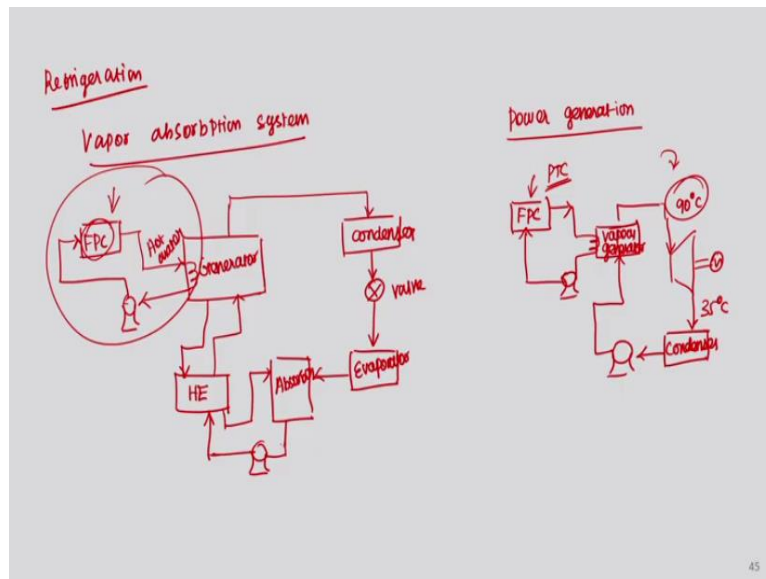 Refrigeration
Vapor absorbption system
FPC
Hot water
Generator
Condenser
valve
Evaporator
Absorber
HE
power generation
PTC
FPC
vapour generator
90°C
35°C
Condenser
45